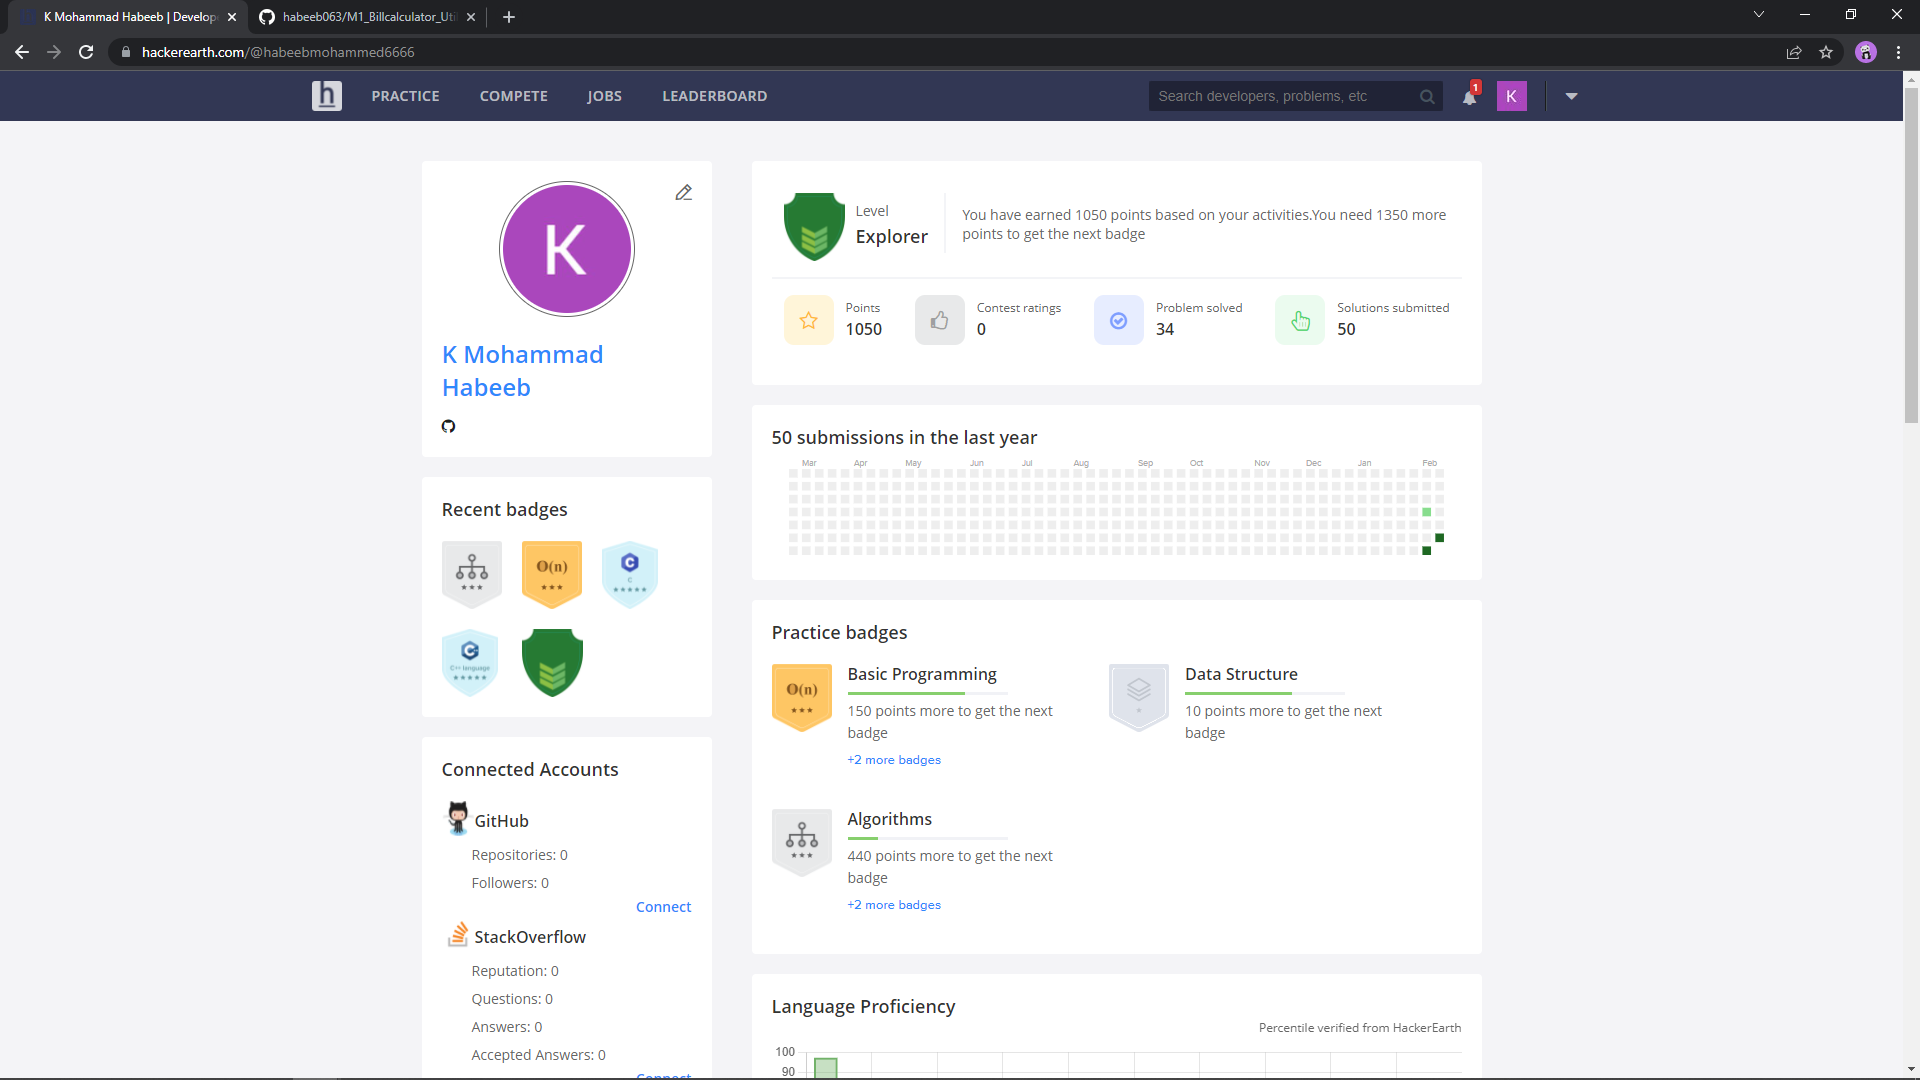 K Mohammad Habeeb | Develop
habeeb063/M1_Billcalculator_Uti
hackerearth.com/@habeebmohammed6666
h
PRACTICE
COMPETE
JOBS
LEADERBOARD
Search developers, problems, etc
1
K
K
K Mohammad
Habeeb
Level
Explorer
You have earned 1050 points based on your activities.You need 1350 more
points to get the next badge
Points
1050
Contest ratings
0
Problem solved
34
Solutions submitted
50
50 submissions in the last year
Mar Apr May Jun Jul Aug Sep Oct Nov Dec Jan Feb
Recent badges
O(n)
C
C
C
C++ language
Practice badges
O(n)
Basic Programming
150 points more to get the next
badge
+2 more badges
Data Structure
10 points more to get the next
badge
Algorithms
440 points more to get the next
badge
+2 more badges
Connected Accounts
GitHub
Repositories: 0
Followers: 0
Connect
StackOverflow
Reputation: 0
Questions: 0
Answers: 0
Accepted Answers: 0
Connect
Language Proficiency
Percentile verified from HackerEarth
100
90